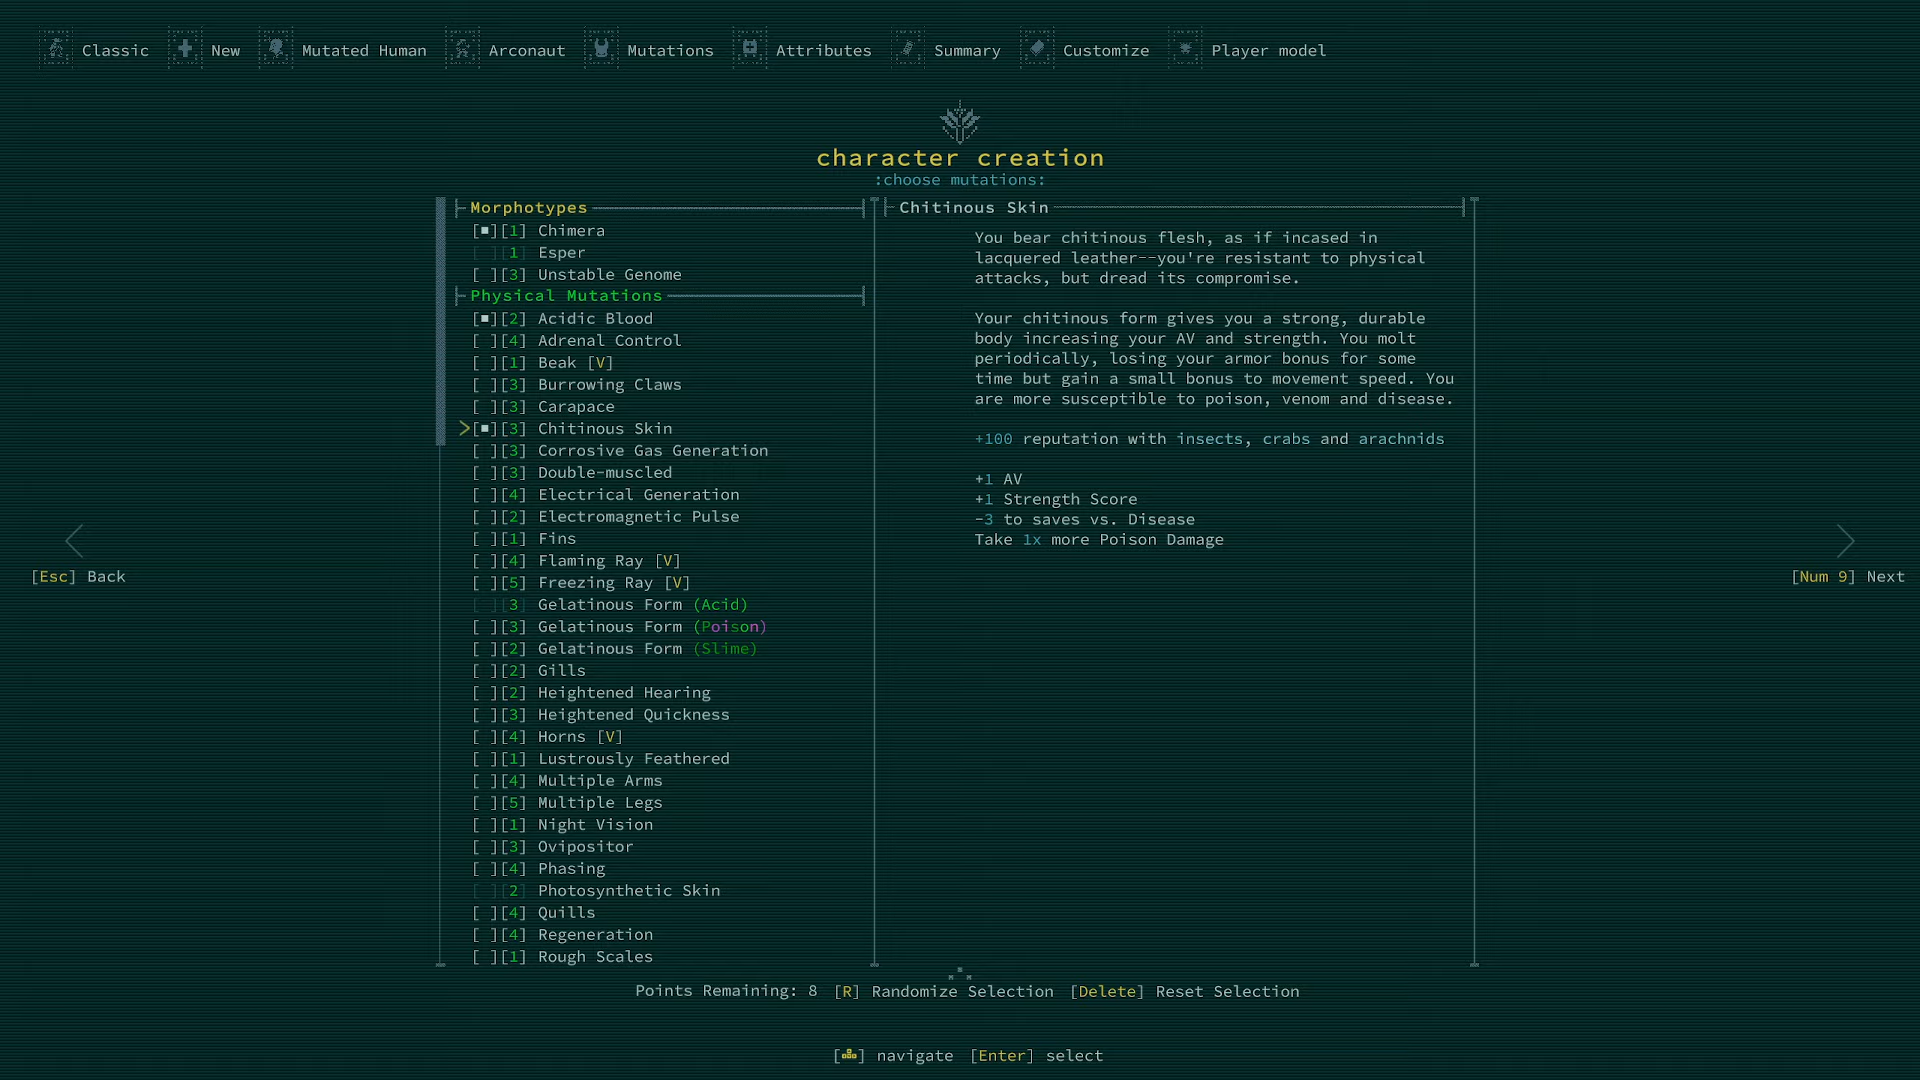 Classic New Mutated Human Arconaut Mutations Attributes Summary Customize Player model
character creation
:choose mutations:
Morphotypes
[■][1] Chimera
[ ][1] Esper
[ ][3] Unstable Genome
Physical Mutations
[■][2] Acidic Blood
[ ][4] Adrenal Control
[ ][1] Beak [V]
[ ][3] Burrowing Claws
[ ][3] Carapace
>[■][3] Chitinous Skin
[ ][3] Corrosive Gas Generation
[ ][3] Double-muscled
[ ][4] Electrical Generation
[ ][2] Electromagnetic Pulse
[ ][1] Fins
[ ][4] Flaming Ray [V]
[ ][5] Freezing Ray [V]
[ ][3] Gelatinous Form (Acid)
[ ][3] Gelatinous Form (Poison)
[ ][2] Gelatinous Form (Slime)
[ ][2] Gills
[ ][2] Heightened Hearing
[ ][3] Heightened Quickness
[ ][4] Horns [V]
[ ][1] Lustrously Feathered
[ ][4] Multiple Arms
[ ][5] Multiple Legs
[ ][1] Night Vision
[ ][3] Ovipositor
[ ][4] Phasing
[ ][2] Photosynthetic Skin
[ ][4] Quills
[ ][4] Regeneration
[ ][1] Rough Scales
Chitinous Skin
You bear chitinous flesh, as if incased in
lacquered leather--you're resistant to physical
attacks, but dread its compromise.
Your chitinous form gives you a strong, durable
body increasing your AV and strength. You molt
periodically, losing your armor bonus for some
time but gain a small bonus to movement speed. You
are more susceptible to poison, venom and disease.
+100 reputation with insects, crabs and arachnids
+1 AV
+1 Strength Score
-3 to saves vs. Disease
Take 1x more Poison Damage
[Esc] Back
[Num 9] Next
Points Remaining: 8 [R] Randomize Selection [Delete] Reset Selection
navigate [Enter] select